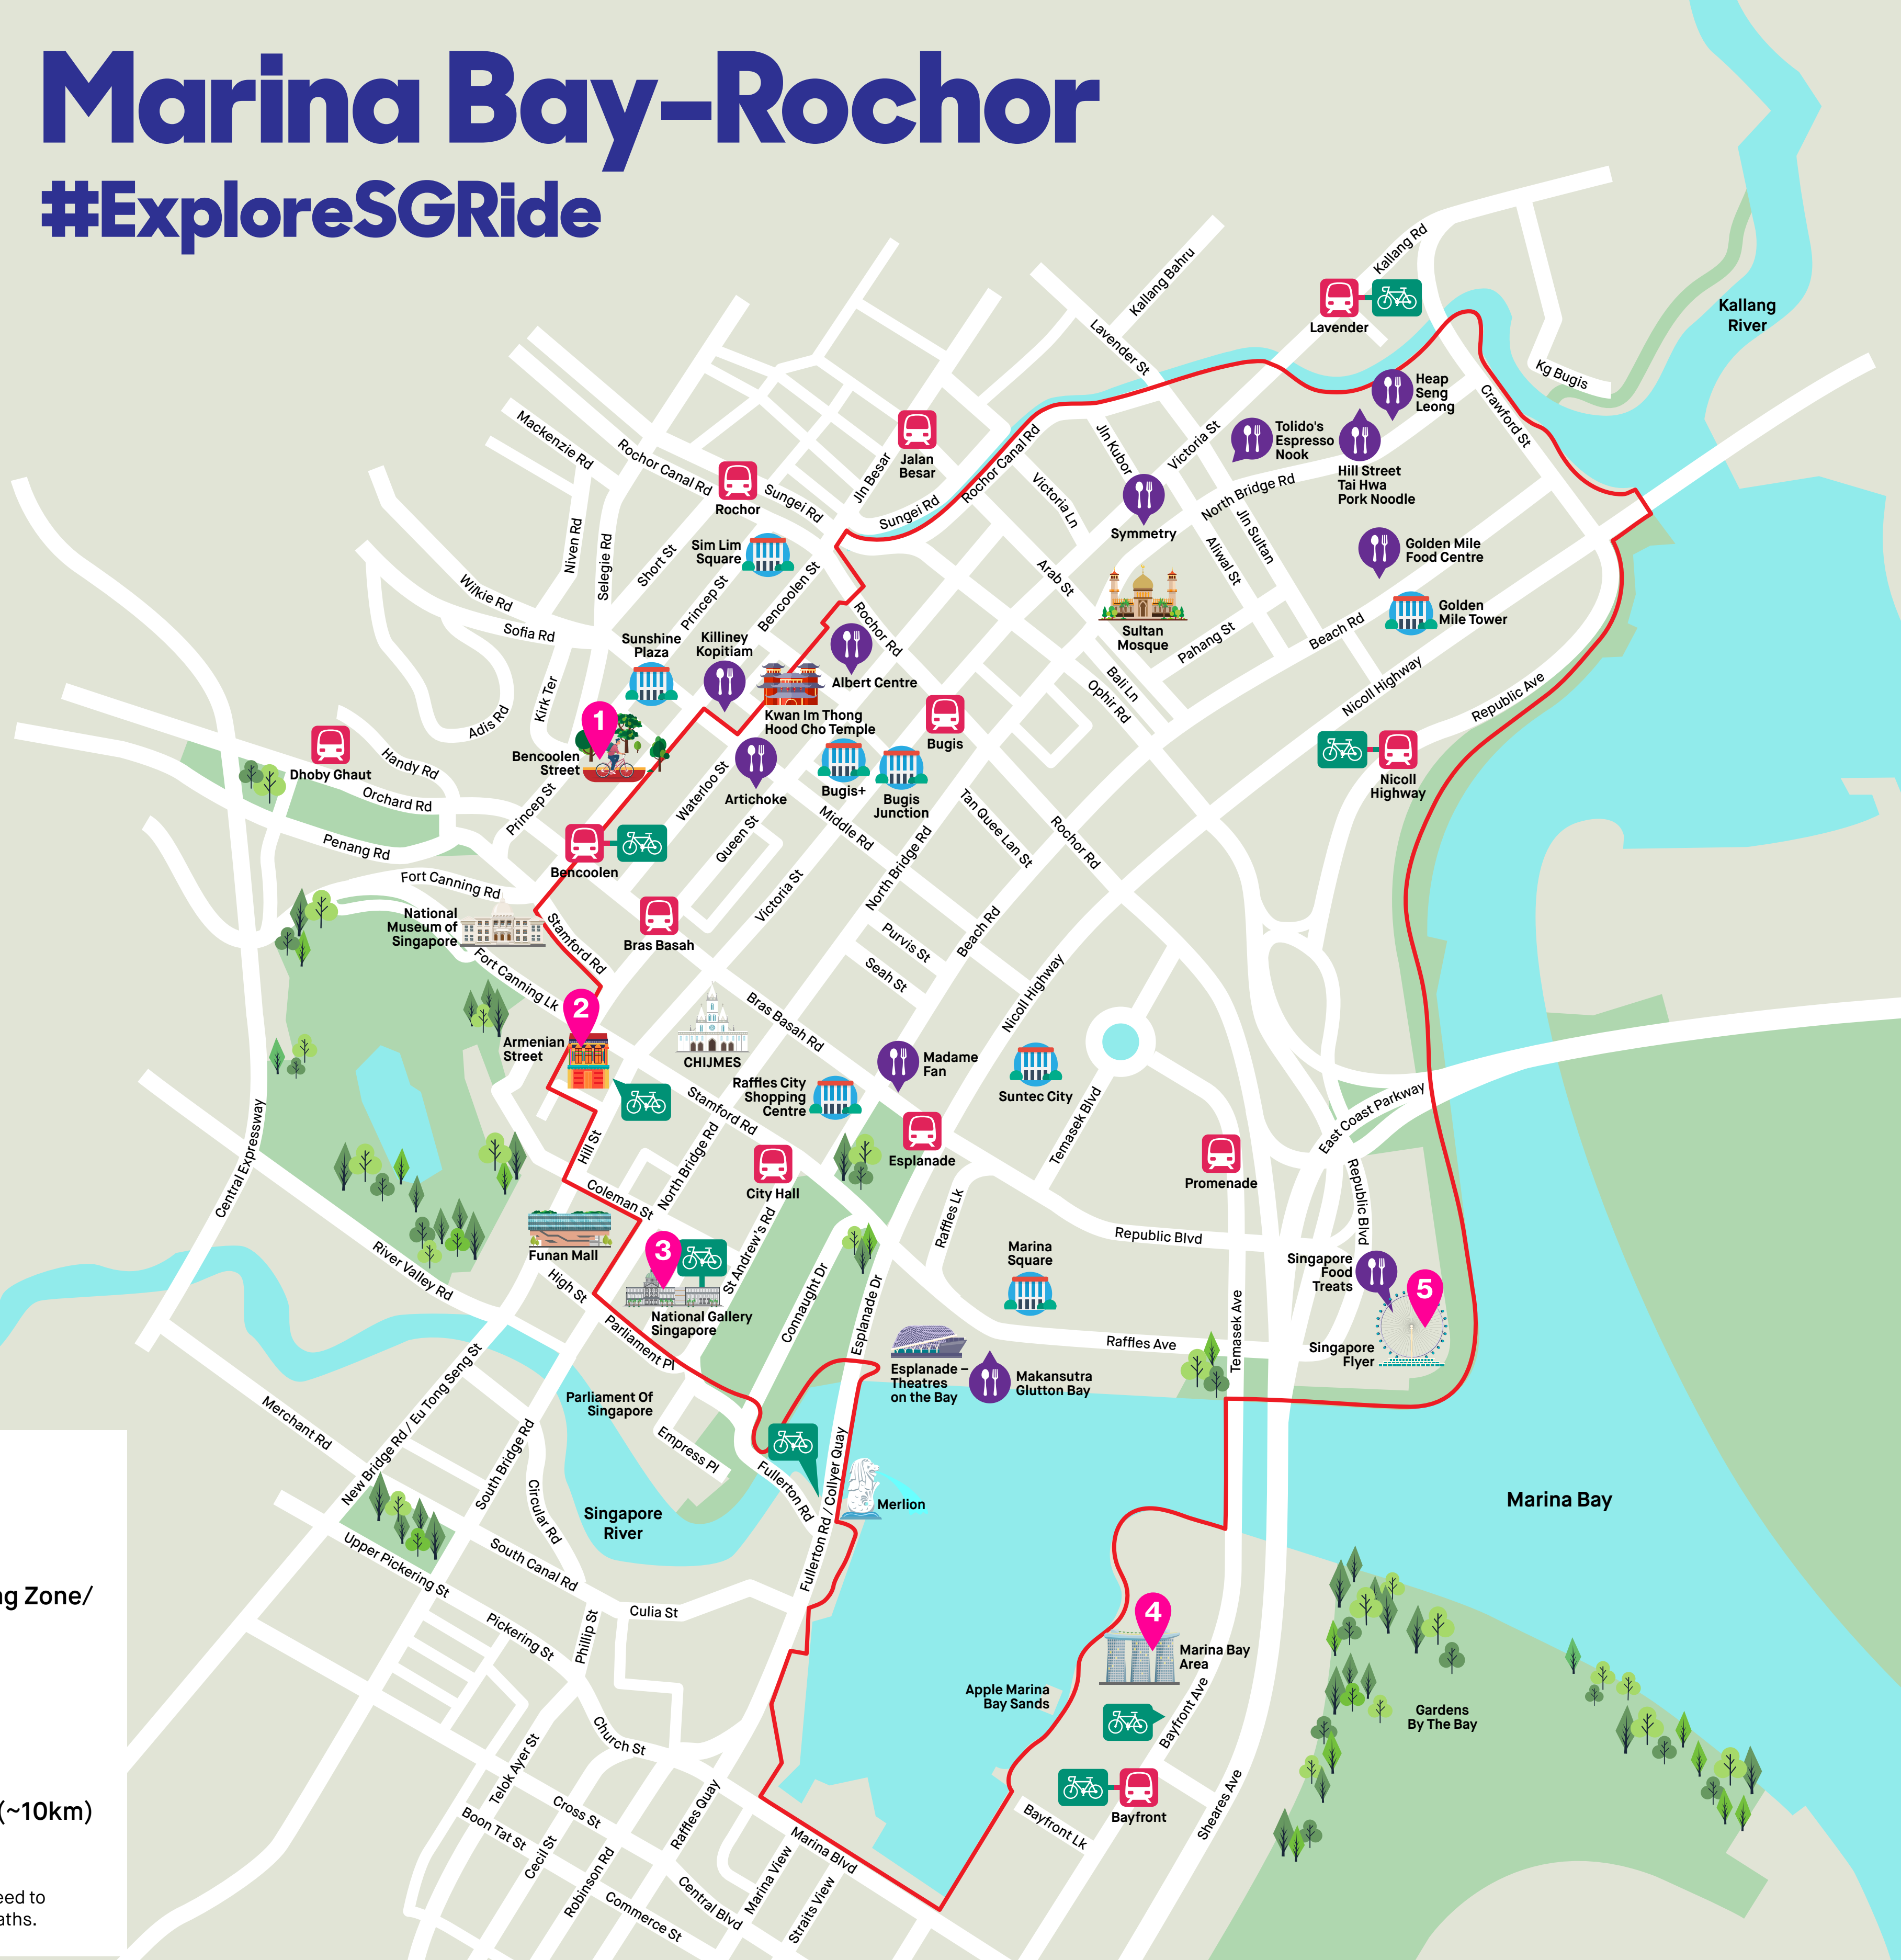 Marina Bay–Rochor
#ExploreSGRide
Kallang
River
Kallang Rd
Kallang Bahru
Lavender
Lavender St
Kg Bugis
Crawford St
Heap
Seng
Leong
Tolido's
Espresso
Nook
Hill Street
Tai Hwa
Pork Noodle
Jln Kubor
Victoria St
North Bridge Rd
Jln Sultan
Aliwal St
Symmetry
Golden Mile
Food Centre
Golden
Mile Tower
Mackenzie Rd
Rochor Canal Rd
Jalan
Besar
Jln Besar
Rochor
Sungei Rd
Sungei Rd
Rochor Canal Rd
Victoria Ln
Arab St
Sultan
Mosque
Pahang St
Beach Rd
Nicoll Highway
Republic Ave
Bali Ln
Ophir Rd
Niven Rd
Selegie Rd
Short St
Sim Lim
Square
Princep St
Bencoolen St
Wilkie Rd
Sofia Rd
Sunshine
Plaza
Killiney
Kopitiam
Rochor Rd
Albert Centre
Kwan Im Thong
Hood Cho Temple
Kirk Ter
Adis Rd
1
Bencoolen
Street
Dhoby Ghaut
Handy Rd
Orchard Rd
Penang Rd
Princep St
Waterloo St
Artichoke
Bugis+
Bugis
Junction
Bugis
Nicoll
Highway
Queen St
Middle Rd
Tan Quee Lan St
Rochor Rd
Bencoolen
Fort Canning Rd
National
Museum of
Singapore
Stamford Rd
Bras Basah
Victoria St
North Bridge Rd
Purvis St
Seah St
Beach Rd
Nicoll Highway
Fort Canning Lk
2
Armenian
Street
CHIJMES
Bras Basah Rd
Madame
Fan
Suntec City
Raffles City
Shopping
Centre
Stamford Rd
Temasek Blvd
East Coast Parkway
Hill St
North Bridge Rd
City Hall
Esplanade
Promenade
Republic Blvd
Central Expressway
Coleman St
Funan Mall
3
National Gallery
Singapore
St Andrew's Rd
Raffles Lk
Republic Blvd
Marina
Square
Singapore
Food
Treats
5
Singapore
Flyer
River Valley Rd
High St
Parliament Pl
Connaught Dr
Esplanade Dr
Esplanade –
Theatres
on the Bay
Makansutra
Glutton Bay
Raffles Ave
Temasek Ave
Parliament Of
Singapore
Merchant Rd
New Bridge Rd / Eu Tong Seng St
South Bridge Rd
Empress Pl
Fullerton Rd
Fullerton Rd / Collyer Quay
Merlion
Marina Bay
Circular Rd
Singapore
River
Upper Pickering St
South Canal Rd
Culia St
Pickering St
Phillip St
4
Marina Bay
Area
Apple Marina
Bay Sands
Bayfront Ave
Gardens
By The Bay
Church St
Telok Ayer St
Bayfront
Bayfront Lk
Sheares Ave
Cross St
Boon Tat St
Cecil St
Robinson Rd
Raffles Quay
Marina Blvd
Central Blvd
Marina View
Straits View
Commerce St
ng Zone/
(~10km)
eed to
aths.